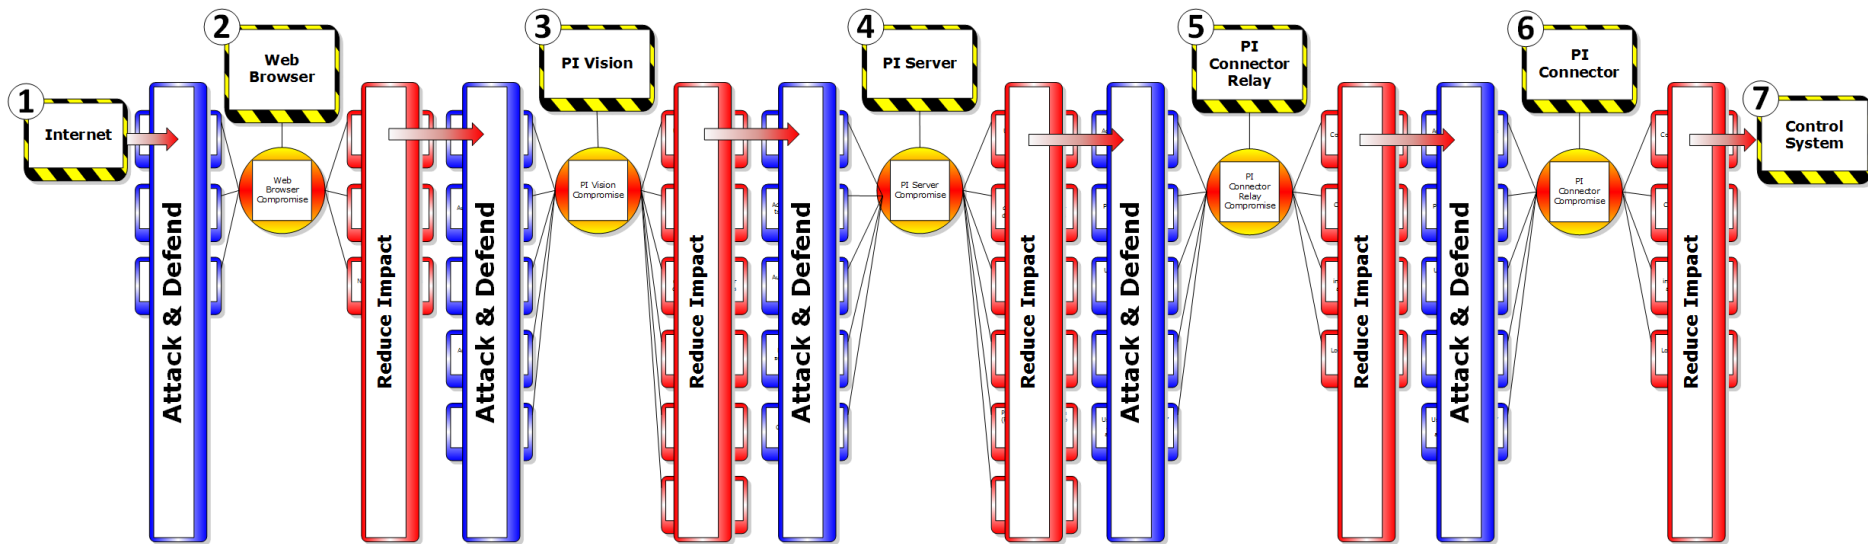 1
Internet
Attack & Defend
2
Web
Browser
Web
Browser
Compromise
Reduce Impact
Attack & Defend
3
PI Vision
PI Vision
Compromise
Reduce Impact
Attack & Defend
4
PI Server
PI Server
Compromise
Reduce Impact
Attack & Defend
5
PI
Connector
Relay
PI
Connector
Relay
Compromise
Reduce Impact
Attack & Defend
6
PI
Connector
PI
Connector
Compromise
Reduce Impact
7
Control
System